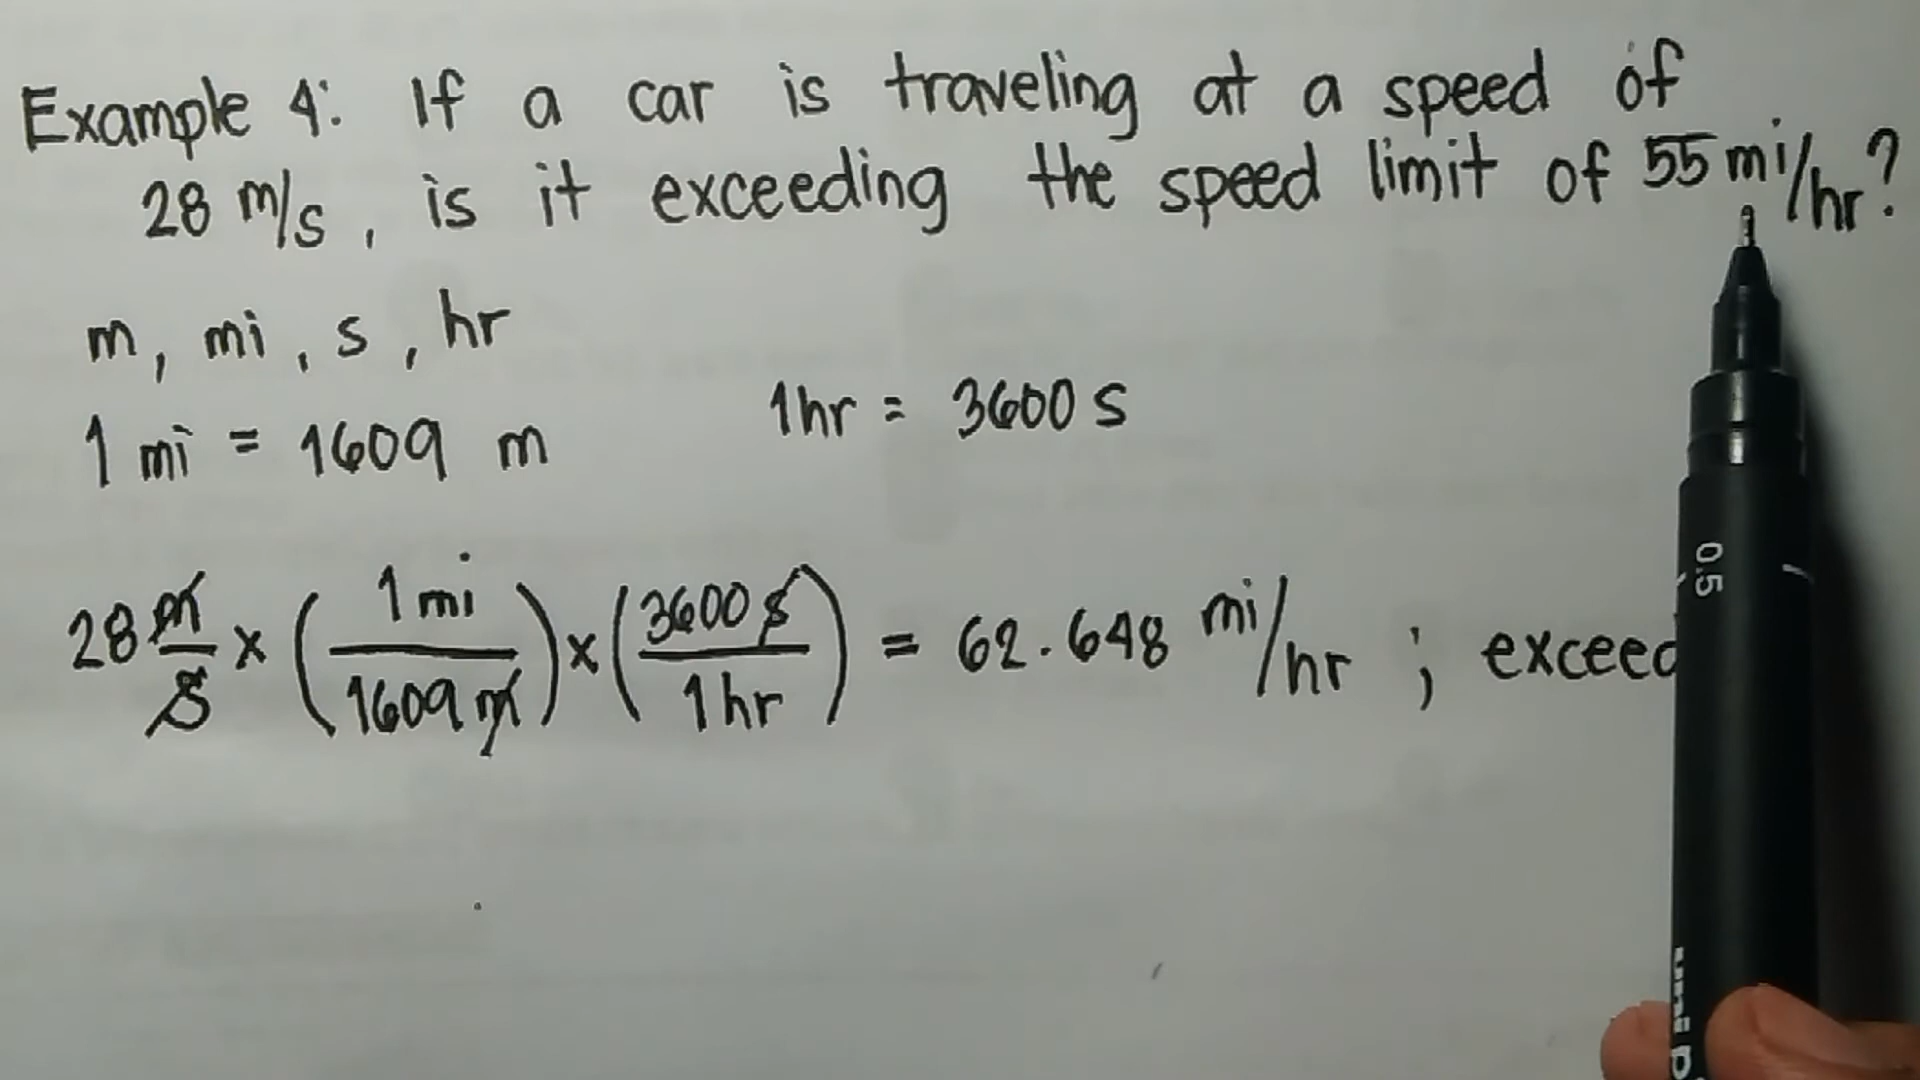 Example 4: If a car is traveling at a speed of
28 m/s, is it exceeding the speed limit of 55 mi/hr?
m, mi, s, hr
1 mi = 1609 m
1hr = 3600 s
28 m/s x (1 mi/1609 m) x (3600 s/1 hr) = 62.648 mi/hr ; exceed
0.5
uni